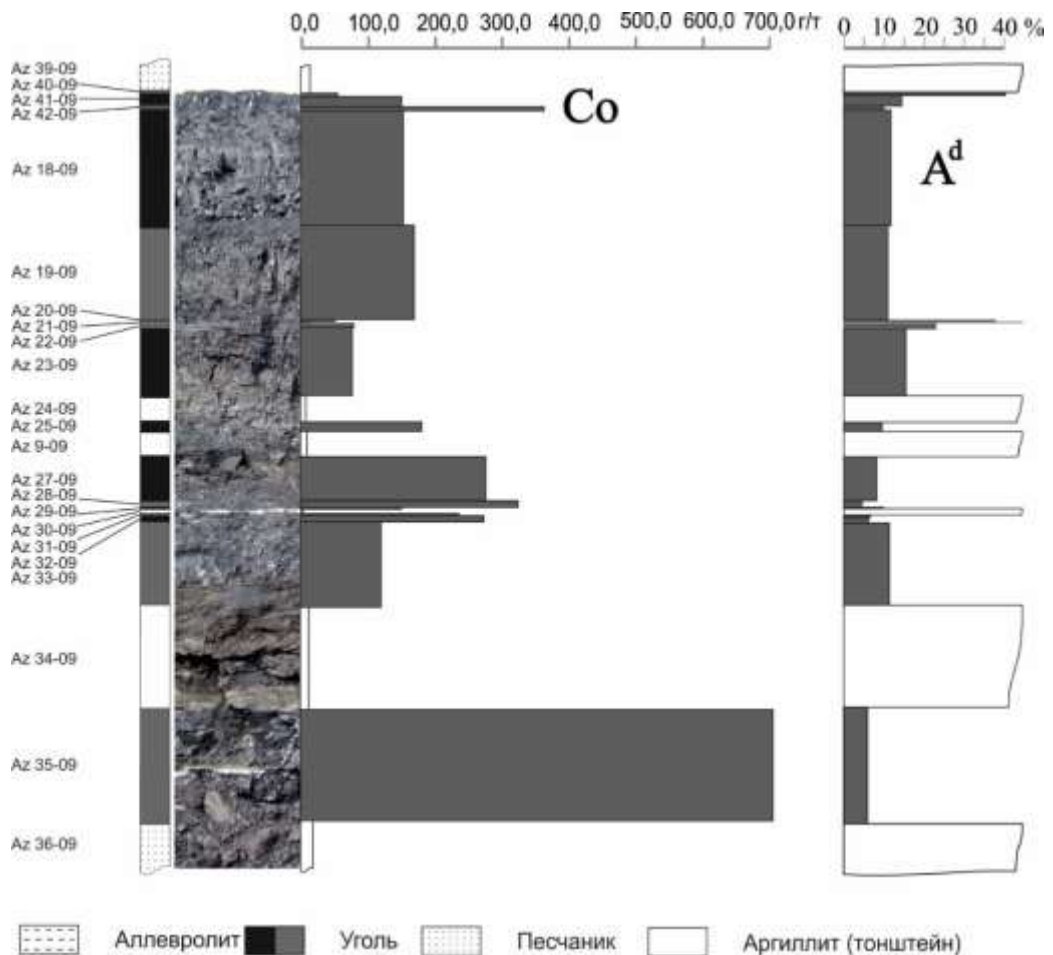 0,0 100,0 200,0 300,0 500,0 600,0 700,0 г/т
0 10 20 40 %
Az 39-09
Az 40-09
Az 41-09
Az 42-09
Co
Az 18-09
A^d
Az 19-09
Az 20-09
Az 21-09
Az 22-09
Az 23-09
Az 24-09
Az 25-09
Az 9-09
Az 27-09
Az 28-09
Az 29-09
Az 30-09
Az 31-09
Az 32-09
Az 33-09
Az 34-09
Az 35-09
Az 36-09
Аллевролит Уголь Песчаник Аргиллит (тонштейн)